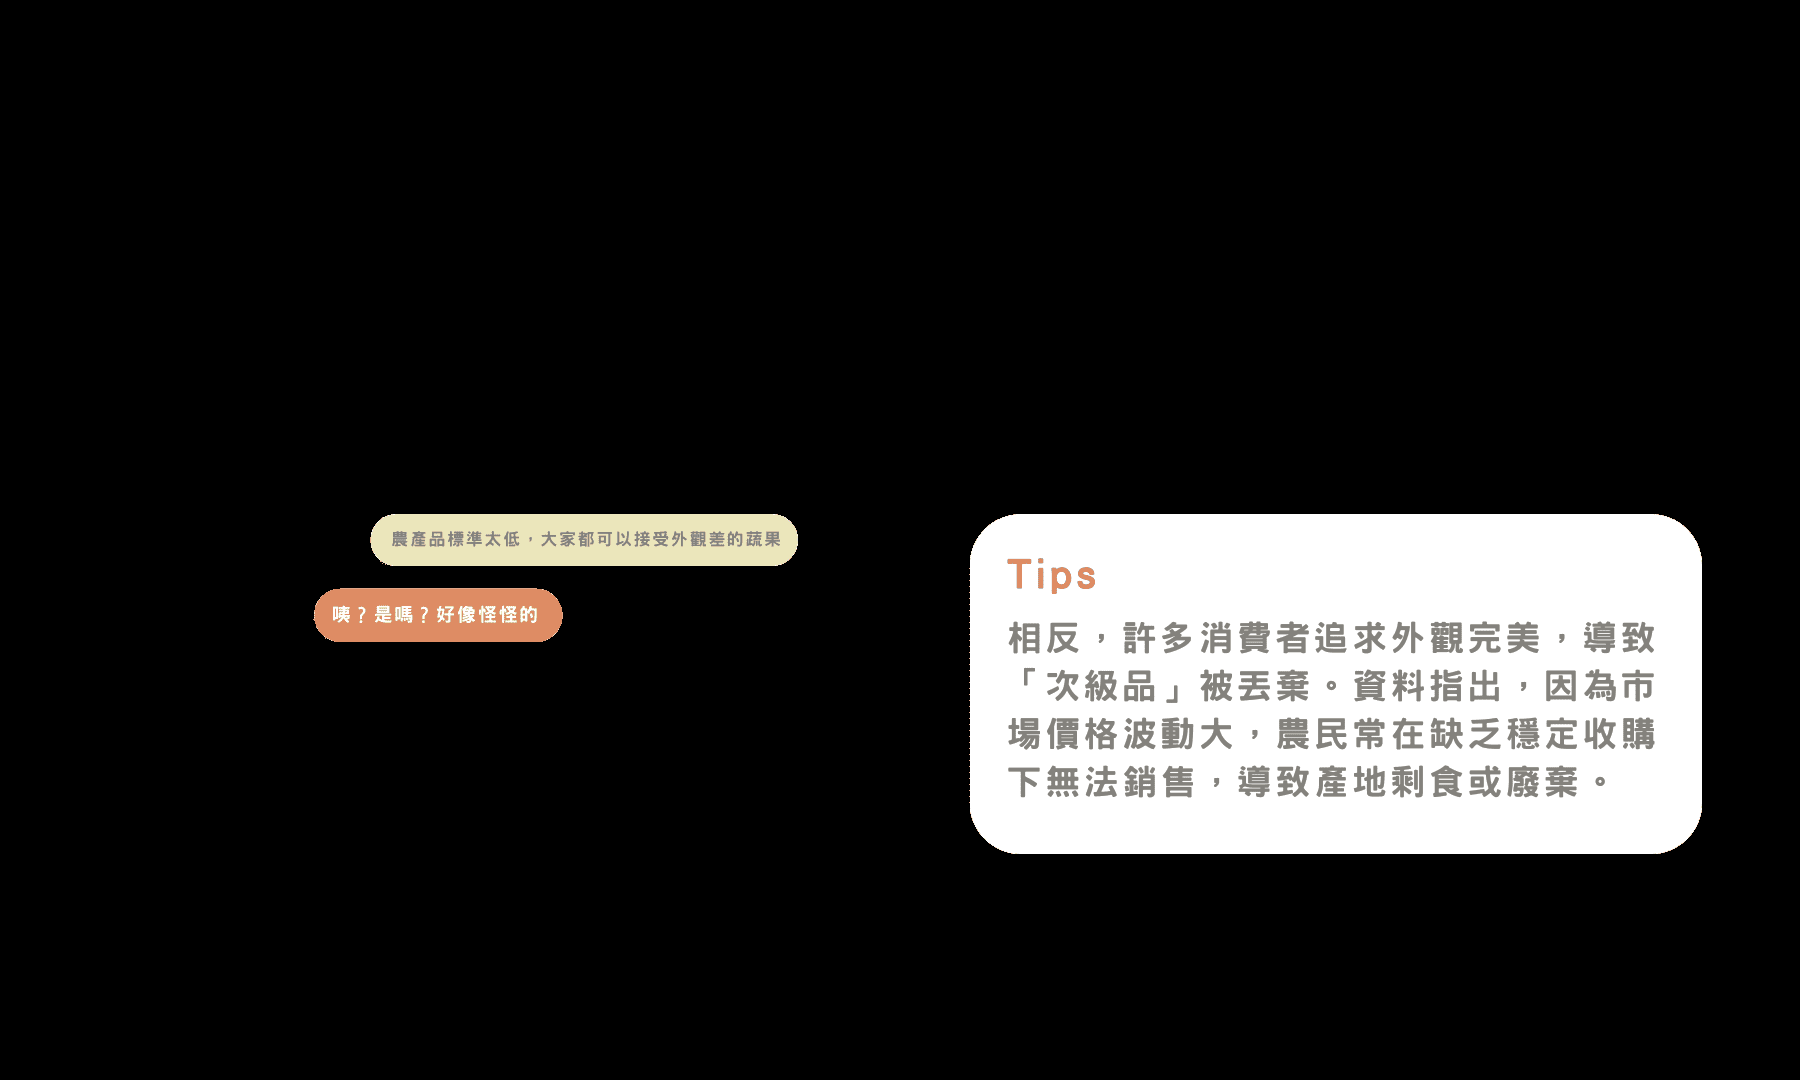 農產品標準太低，大家都可以接受外觀差的蔬果
咦？是嗎？好像怪怪的
Tips
相反，許多消費者追求外觀完美，導致
「次級品」被丟棄。資料指出，因為市
場價格波動大，農民常在缺乏穩定收購
下無法銷售，導致產地剩食或廢棄。